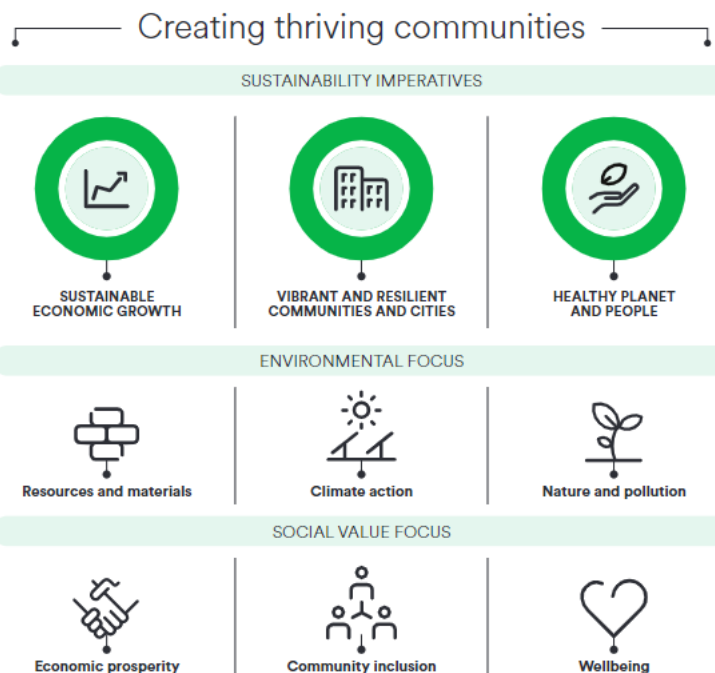 Creating thriving communities
SUSTAINABILITY IMPERATIVES
SUSTAINABLE
ECONOMIC GROWTH
VIBRANT AND RESILIENT
COMMUNITIES AND CITIES
HEALTHY PLANET
AND PEOPLE
ENVIRONMENTAL FOCUS
Resources and materials
Climate action
Nature and pollution
SOCIAL VALUE FOCUS
Economic prosperity
Community inclusion
Wellbeing